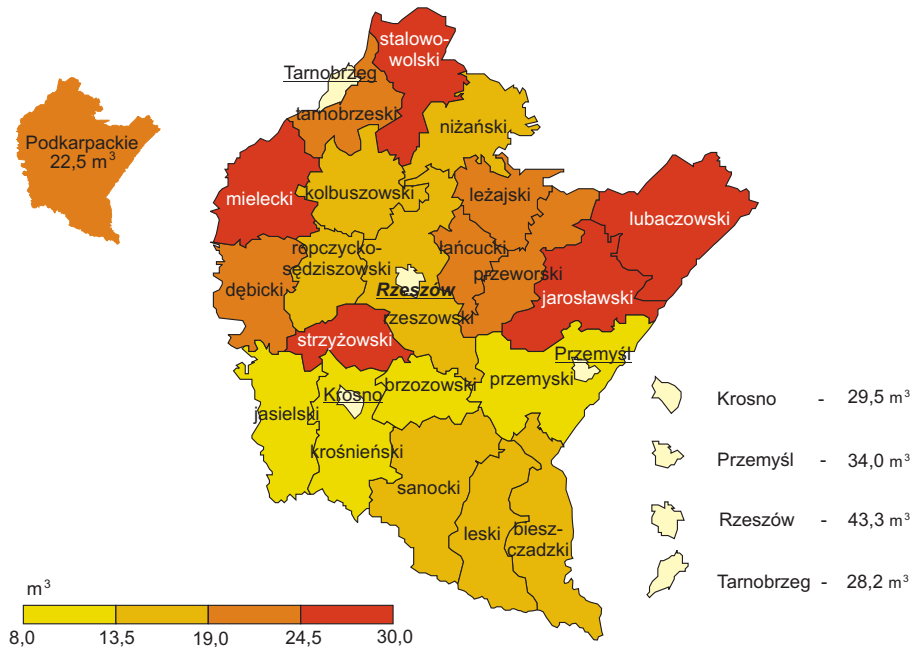 stalowo-
wolski
Tarnobrzeg
tarnobrzeski
niżański
Podkarpackie
22,5 m³
mielecki
kolbuszowski
leżajski
lubaczowski
ropczycko-
sędziszowski
łańcucki
przeworski
dębicki
Rzeszów
jarosławski
rzeszowski
strzyżowski
Przemyśl
przemyski
brzozowski
Krosno
jasielski
krośnieński
sanocki
leski
biesz-
czadzki
Krosno - 29,5 m³
Przemyśl - 34,0 m³
Rzeszów - 43,3 m³
Tarnobrzeg - 28,2 m³
m³
8,0 13,5 19,0 24,5 30,0